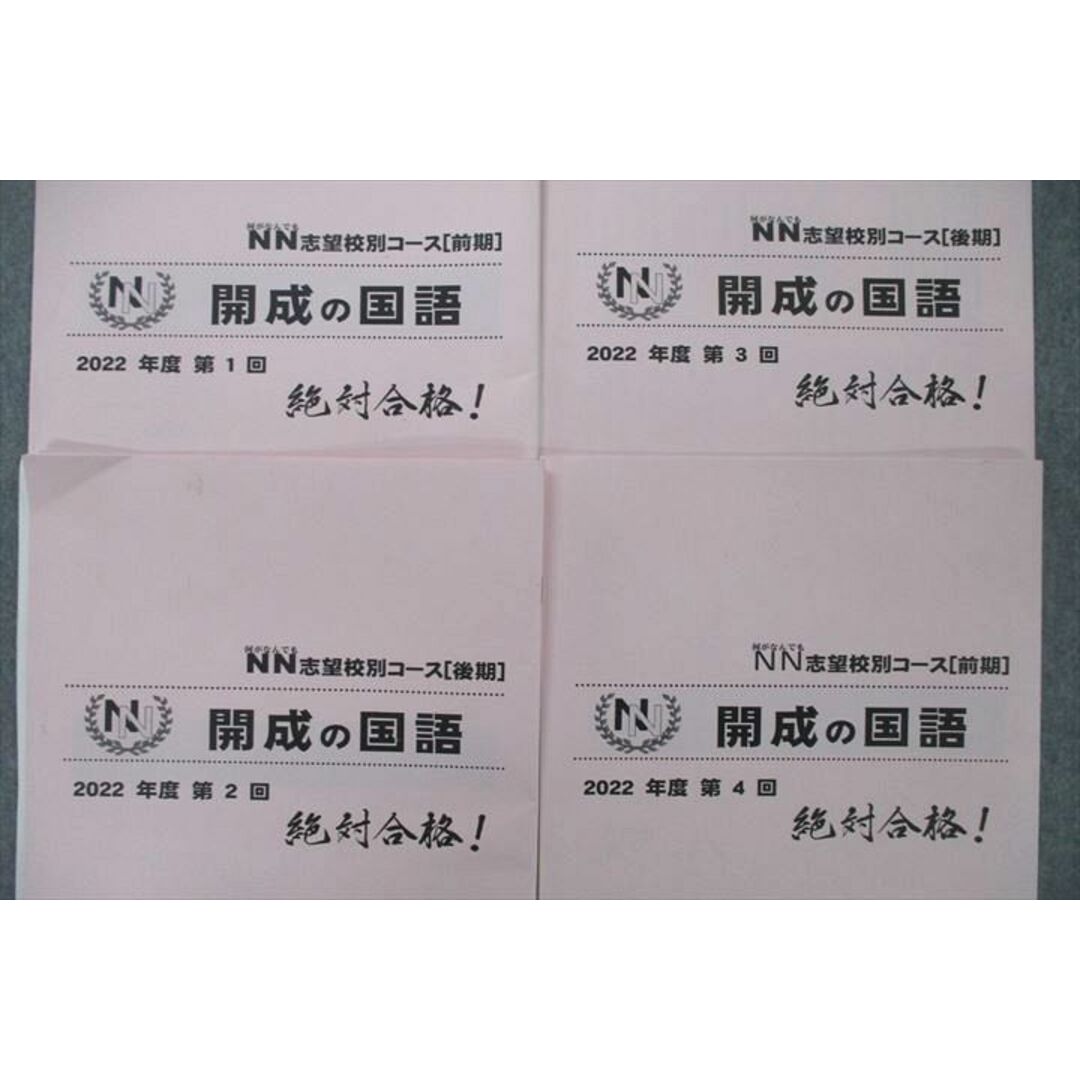 何がなんでも
NN志望校別コース[前期]
NN
開成の国語
2022 年度 第 1 回
絶対合格!
何がなんでも
NN志望校別コース[後期]
NN
開成の国語
2022 年度 第 3 回
絶対合格!
何がなんでも
NN志望校別コース[後期]
NN
開成の国語
2022 年度 第 2 回
絶対合格!
何がなんでも
NN志望校別コース[前期]
NN
開成の国語
2022 年度 第 4 回
絶対合格!